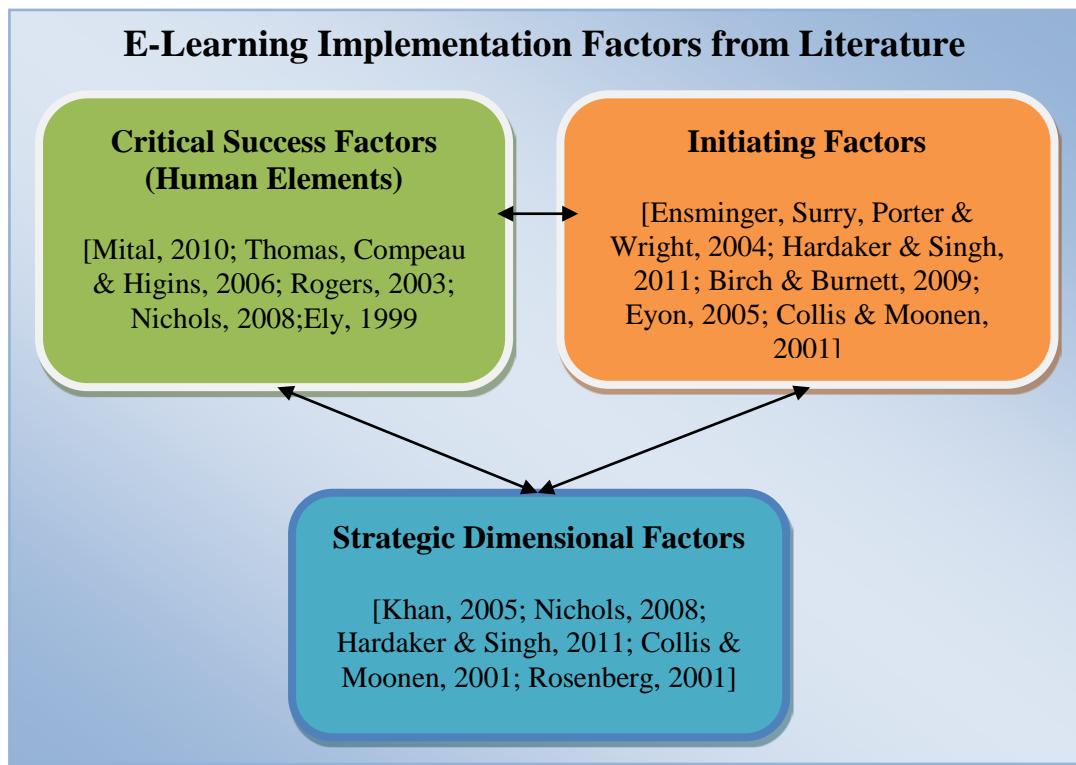 E-Learning Implementation Factors from Literature
Critical Success Factors
(Human Elements)
[Mital, 2010; Thomas, Compeau
& Higins, 2006; Rogers, 2003;
Nichols, 2008;Ely, 1999
Initiating Factors
[Ensminger, Surry, Porter &
Wright, 2004; Hardaker & Singh,
2011; Birch & Burnett, 2009;
Eyon, 2005; Collis & Moonen,
2001]
Strategic Dimensional Factors
[Khan, 2005; Nichols, 2008;
Hardaker & Singh, 2011; Collis &
Moonen, 2001; Rosenberg, 2001]